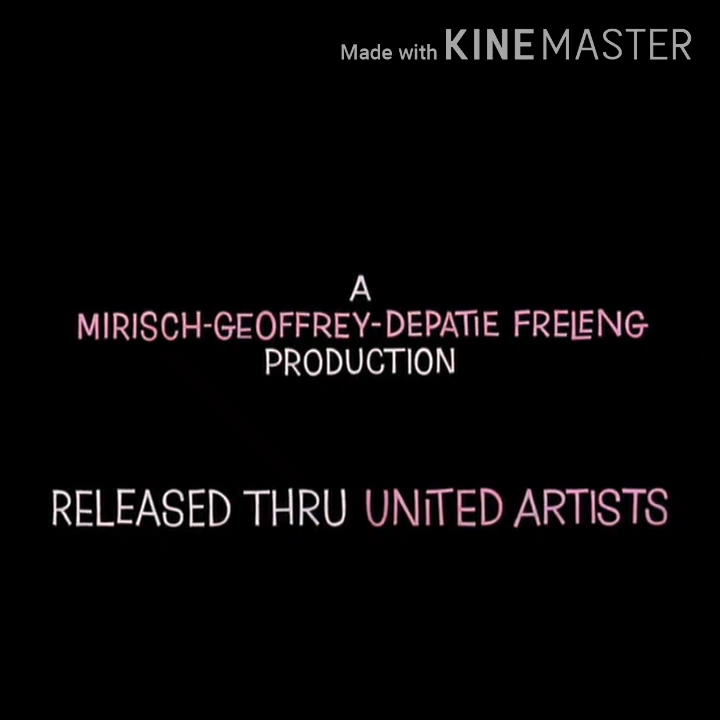 Made with KINEMASTER
A
MIRISCH-GEOFFREY-DEPATiE FRELENG
PRODUCTION
RELEASED THRU UNiTED ARTISTS